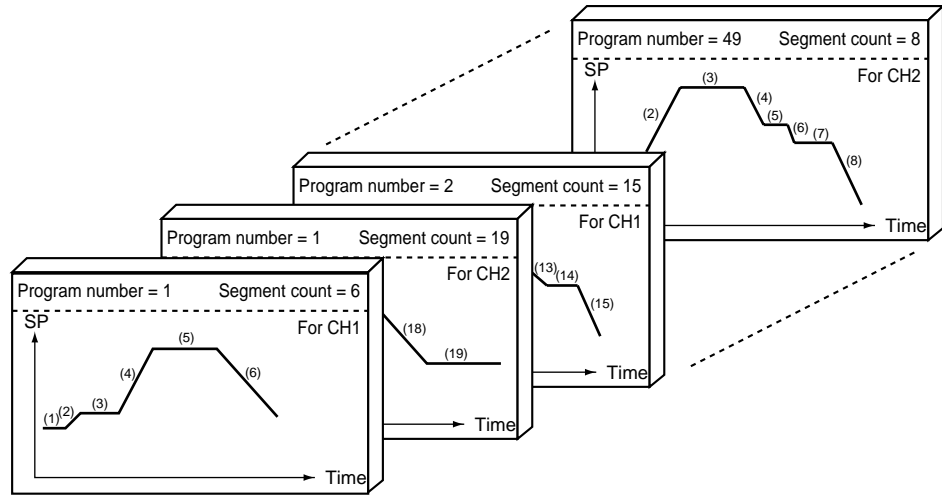 Program number = 49 Segment count = 8
SP
For CH2
(2)
(3)
(4)
(5)
(6)
(7)
(8)
Time
Program number = 2 Segment count = 15
For CH1
(13)
(14)
(15)
Time
Program number = 1 Segment count = 19
For CH2
(18)
(19)
Time
Program number = 1 Segment count = 6
SP
For CH1
(1)
(2)
(3)
(4)
(5)
(6)
Time